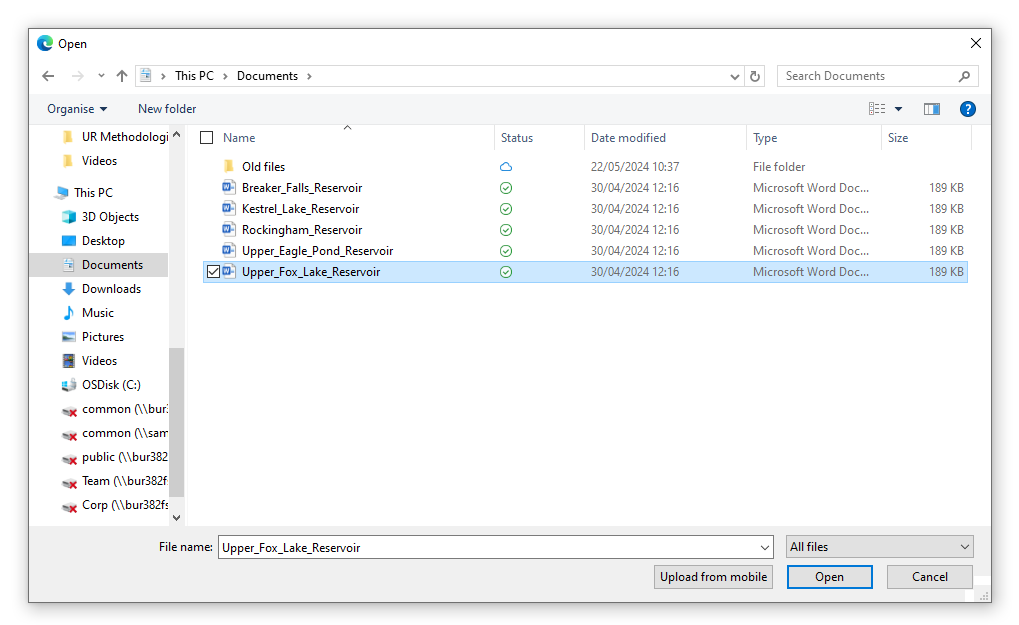 Open
This PC > Documents >
Search Documents
Organise
New folder
?
Name
Status
Date modified
Type
Size
UR Methodologi
Videos
This PC
3D Objects
Desktop
Documents
Downloads
Music
Pictures
Videos
OSDisk (C:)
common (\\bur:
common (\\sam
public (\\bur382
Team (\\bur382f
Corp (\\bur382fs
Old files 22/05/2024 10:37 File folder
Breaker_Falls_Reservoir 30/04/2024 12:16 Microsoft Word Doc... 189 KB
Kestrel_Lake_Reservoir 30/04/2024 12:16 Microsoft Word Doc... 189 KB
Rockingham_Reservoir 30/04/2024 12:16 Microsoft Word Doc... 189 KB
Upper_Eagle_Pond_Reservoir 30/04/2024 12:16 Microsoft Word Doc... 189 KB
Upper_Fox_Lake_Reservoir 30/04/2024 12:16 Microsoft Word Doc... 189 KB
File name: Upper_Fox_Lake_Reservoir
All files
Upload from mobile
Open
Cancel